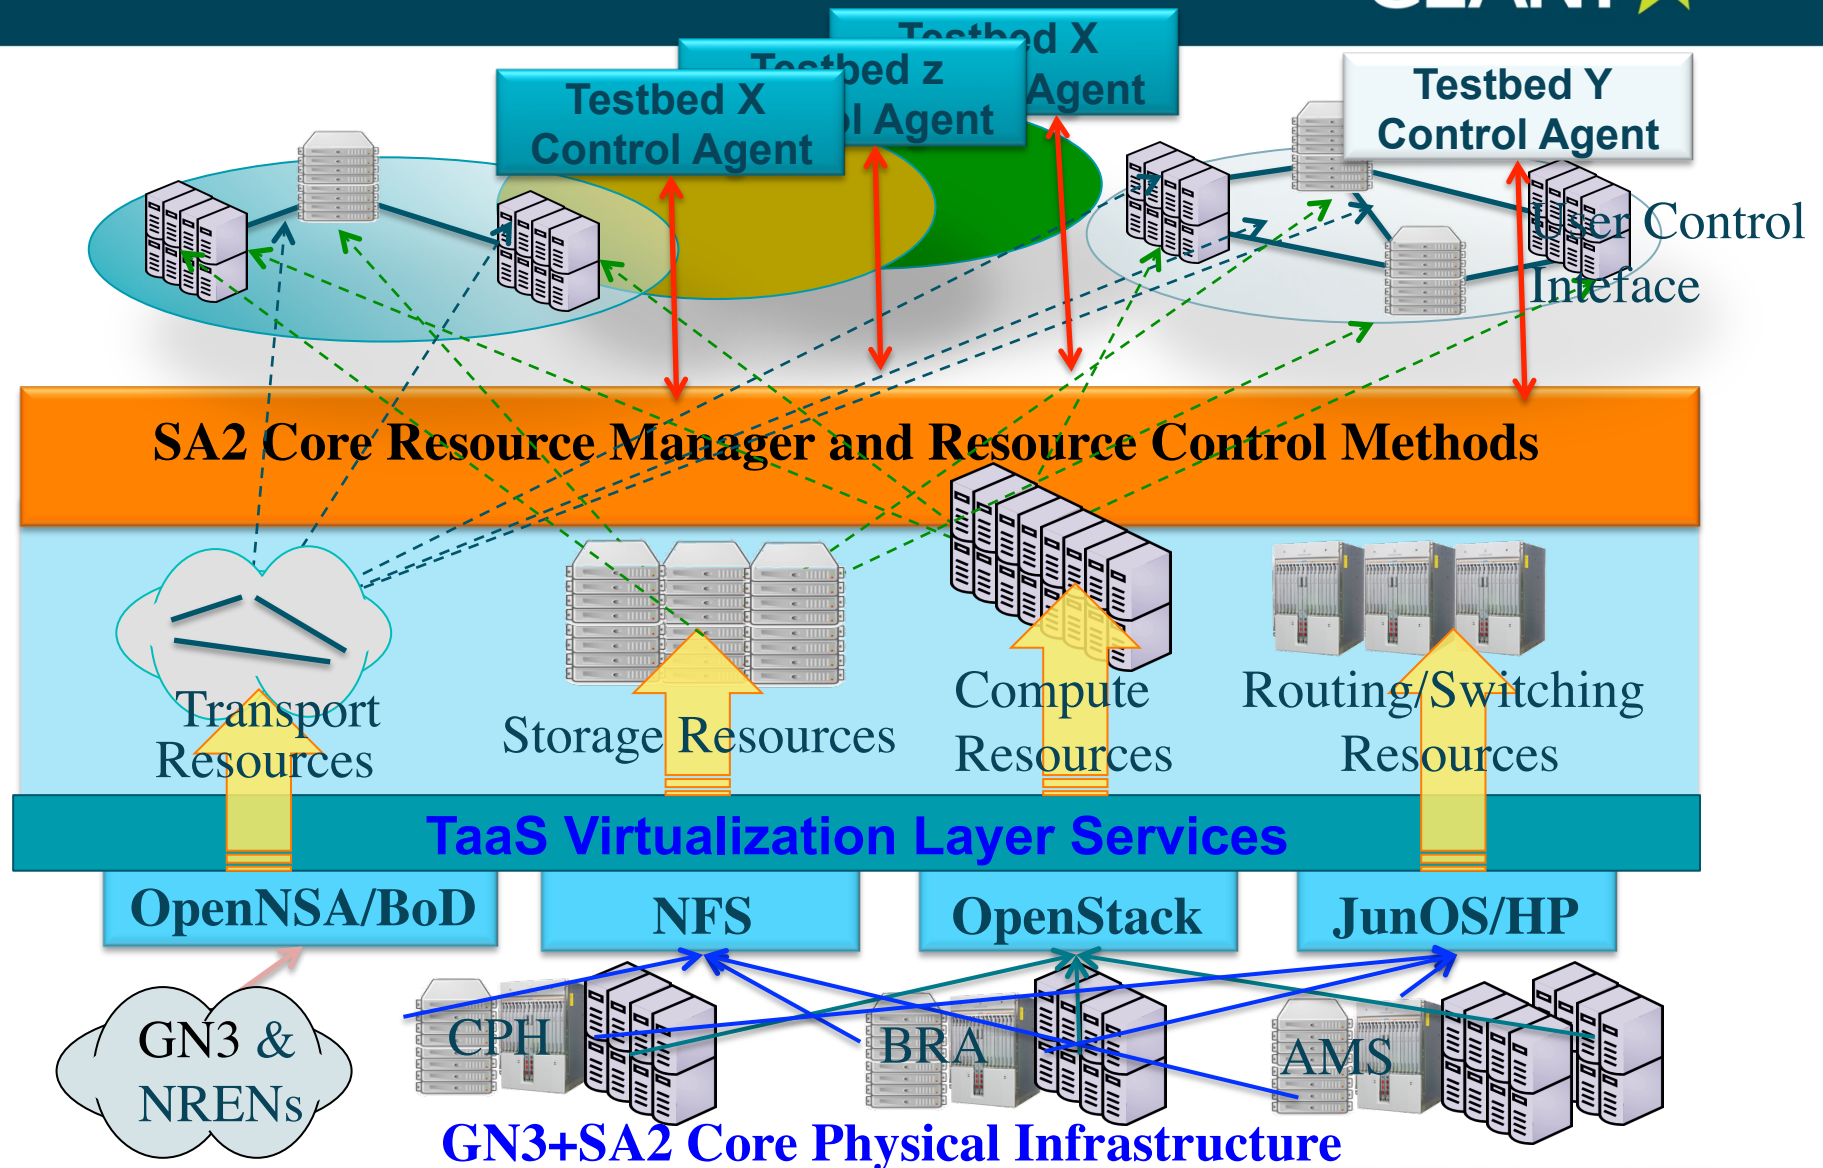 GÉANT
Testbed X
Testbed z
Agent
Testbed X
Control Agent
ol Agent
Testbed Y
Control Agent
User Control
Inteface
SA2 Core Resource Manager and Resource Control Methods
Transport
Resources
Storage Resources
Compute
Resources
Routing/Switching
Resources
TaaS Virtualization Layer Services
OpenNSA/BoD
NFS
OpenStack
JunOS/HP
GN3 &
NRENs
CPH
BRA
AMS
GN3+SA2 Core Physical Infrastructure